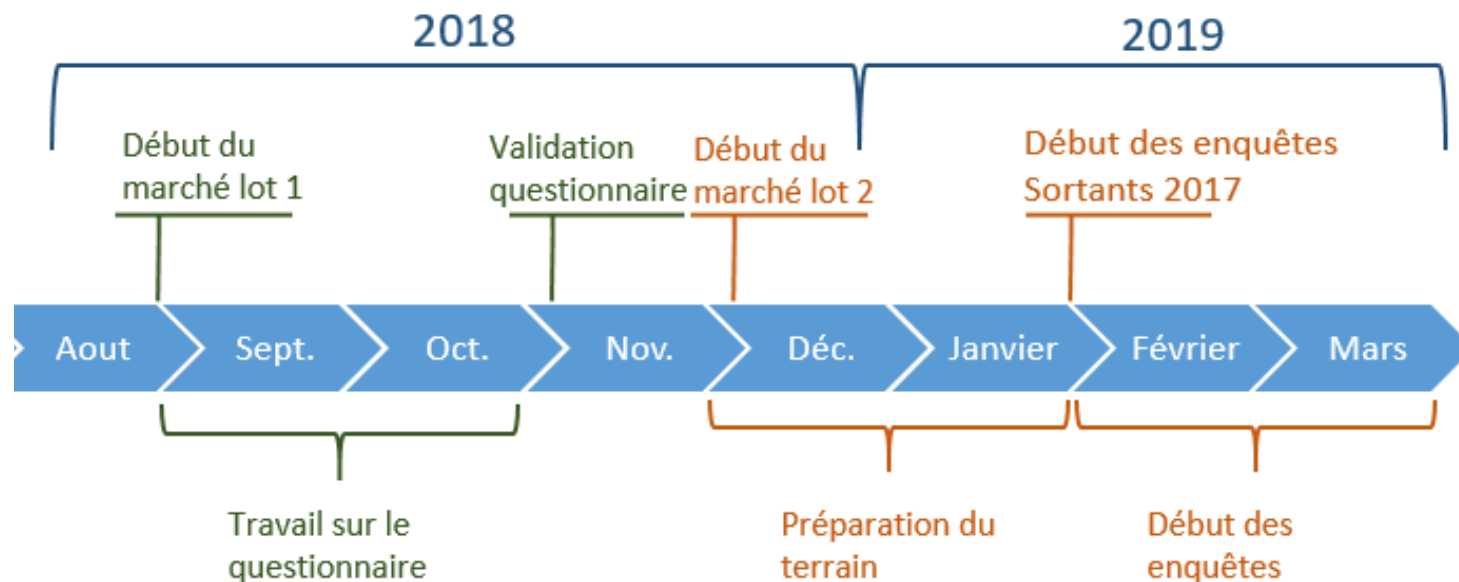 2018
2019
Début du
marché lot 1
Validation
questionnaire
Début du
marché lot 2
Début des enquêtes
Sortants 2017
Aout
Sept.
Oct.
Nov.
Déc.
Janvier
Février
Mars
Travail sur le
questionnaire
Préparation du
terrain
Début des
enquêtes